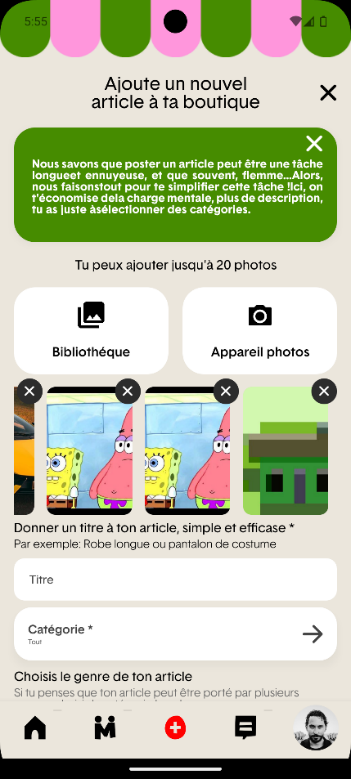 5:55
Ajoute un nouvel
article à ta boutique
Nous savons que poster un article peut être une tâche
longueet ennuyeuse, et que souvent, flemme...Alors,
nous faisonstout pour te simplifier cette tâche !Ici, on
t'économise dela charge mentale, plus de description,
tu as juste àsélectionner des catégories.
Tu peux ajouter jusqu'à 20 photos
Bibliothéque
Appareil photos
Donner un titre à ton article, simple et efficase *
Par exemple: Robe longue ou pantalon de costume
Titre
Catégorie *
Tout
Choisis le genre de ton article
Si tu penses que ton article peut être porté par plusieurs